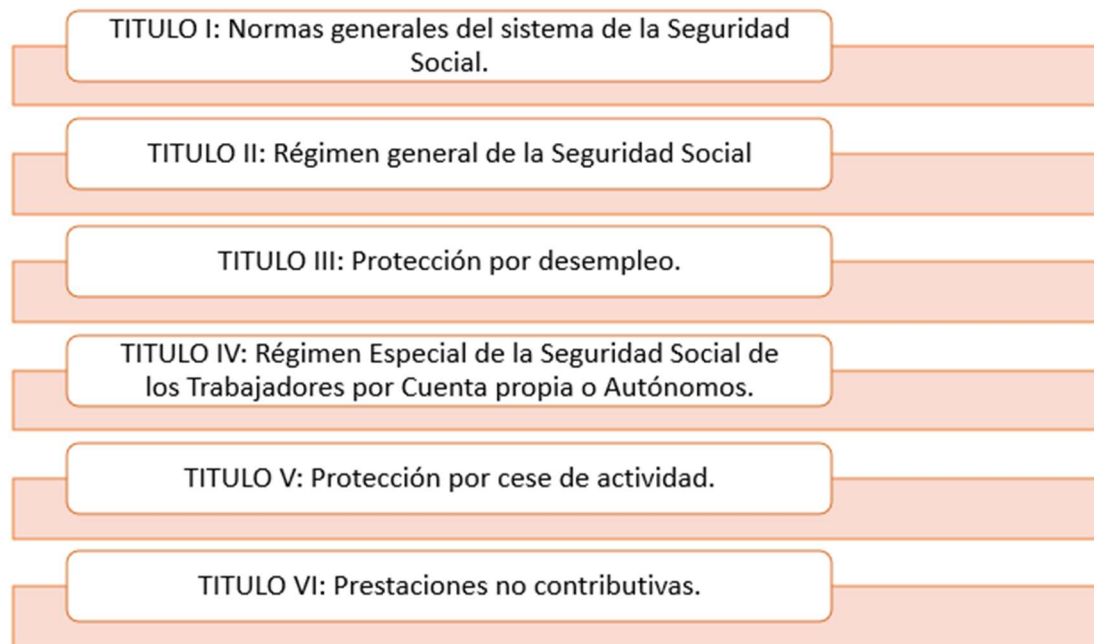 TITULO I: Normas generales del sistema de la Seguridad
Social.
TITULO II: Régimen general de la Seguridad Social
TITULO III: Protección por desempleo.
TITULO IV: Régimen Especial de la Seguridad Social de
los Trabajadores por Cuenta propia o Autónomos.
TITULO V: Protección por cese de actividad.
TITULO VI: Prestaciones no contributivas.